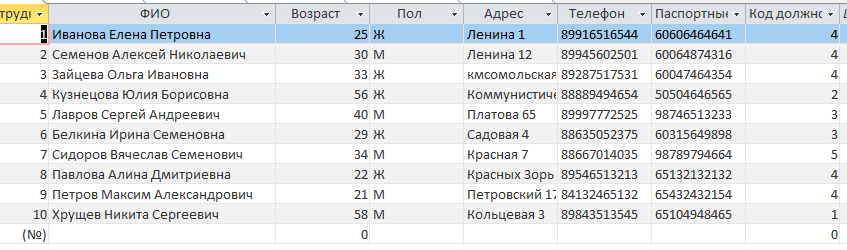 трудн ФИО Возраст Пол Адрес Телефон Паспортные Код должно
1 Иванова Елена Петровна 25 Ж Ленина 1 89916516544 60606464641 4
2 Семенов Алексей Николаевич 30 М Ленина 12 89945602501 60064874316 4
3 Зайцева Ольга Ивановна 33 Ж кмсомольская 89287517531 60047464354 4
4 Кузнецова Юлия Борисовна 56 Ж Коммунистиче 88889494654 50504646565 2
5 Лавров Сергей Андреевич 40 М Платова 65 89997772525 98746513233 3
6 Белкина Ирина Семеновна 29 Ж Садовая 4 88635052375 60315649898 3
7 Сидоров Вячеслав Семенович 34 М Красная 7 88667014035 98789794664 5
8 Павлова Алина Дмитриевна 22 Ж Красных Зорь 89546513213 65132132132 4
9 Петров Максим Александрович 21 М Петровский 17 84132465132 65432432154 4
10 Хрущев Никита Сергеевич 58 М Кольцевая 3 89843513545 65104948465 1
(№) 0 0